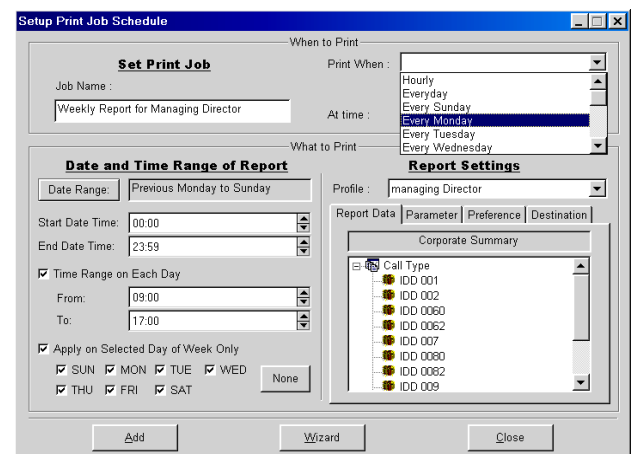 Setup Print Job Schedule
When to Print
Set Print Job
Print When :
Job Name :
Weekly Report for Managing Director
At time :
Hourly
Everyday
Every Sunday
Every Monday
Every Tuesday
Every Wednesday
What to Print
Date and Time Range of Report
Report Settings
Date Range:
Previous Monday to Sunday
Profile :
managing Director
Start Date Time:
00:00
End Date Time:
23:59
Report Data
Parameter
Preference
Destination
Corporate Summary
Time Range on Each Day
From:
09:00
To:
17:00
Call Type
IDD 001
IDD 002
IDD 0060
IDD 0062
IDD 007
IDD 0080
IDD 0082
IDD 009
Apply on Selected Day of Week Only
SUN MON TUE WED
THU FRI SAT
None
Add
Wizard
Close